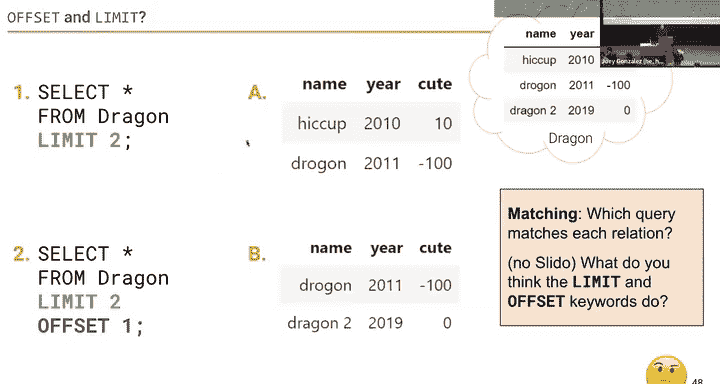 OFFSET and LIMIT?
name year
hiccup 2010
drogon 2011 -100
dragon 2 2019 0
Dragon
1. SELECT *
FROM Dragon
LIMIT 2;
A.
name year cute
hiccup 2010 10
drogon 2011 -100
2. SELECT *
FROM Dragon
LIMIT 2
OFFSET 1;
B.
name year cute
drogon 2011 -100
dragon 2 2019 0
Matching: Which query
matches each relation?
(no Slido) What do you
think the LIMIT and
OFFSET keywords do?
48